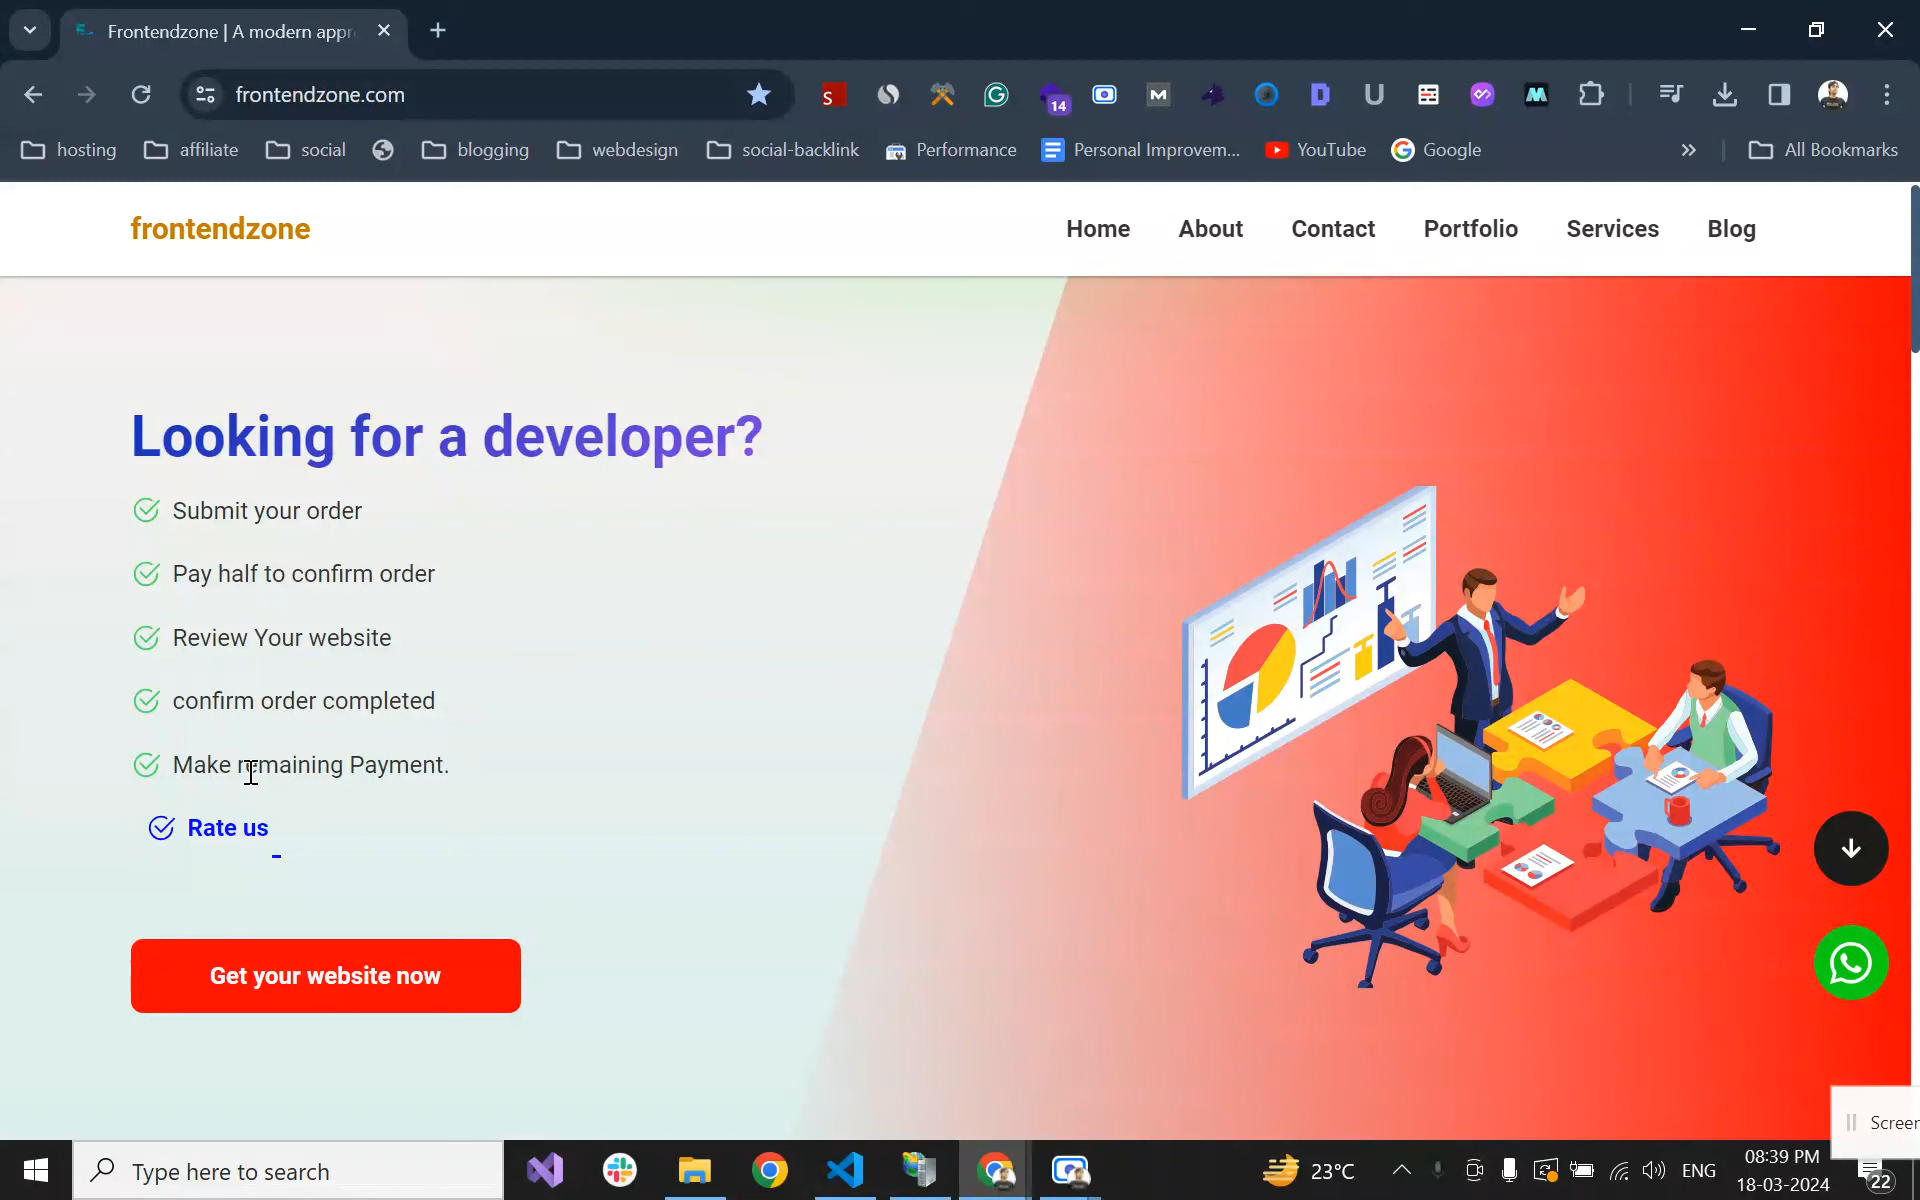 Frontendzone | A modern appr
frontendzone.com
S
14
M
D
U
M
hosting
affiliate
social
blogging
webdesign
social-backlink
Performance
Personal Improvem...
YouTube
Google
»
All Bookmarks
frontendzone
Home
About
Contact
Portfolio
Services
Blog
Looking for a developer?
Submit your order
Pay half to confirm order
Review Your website
confirm order completed
Make remaining Payment.
Rate us
Get your website now
Screer
Type here to search
23°C
ENG
08:39 PM
18-03-2024
22